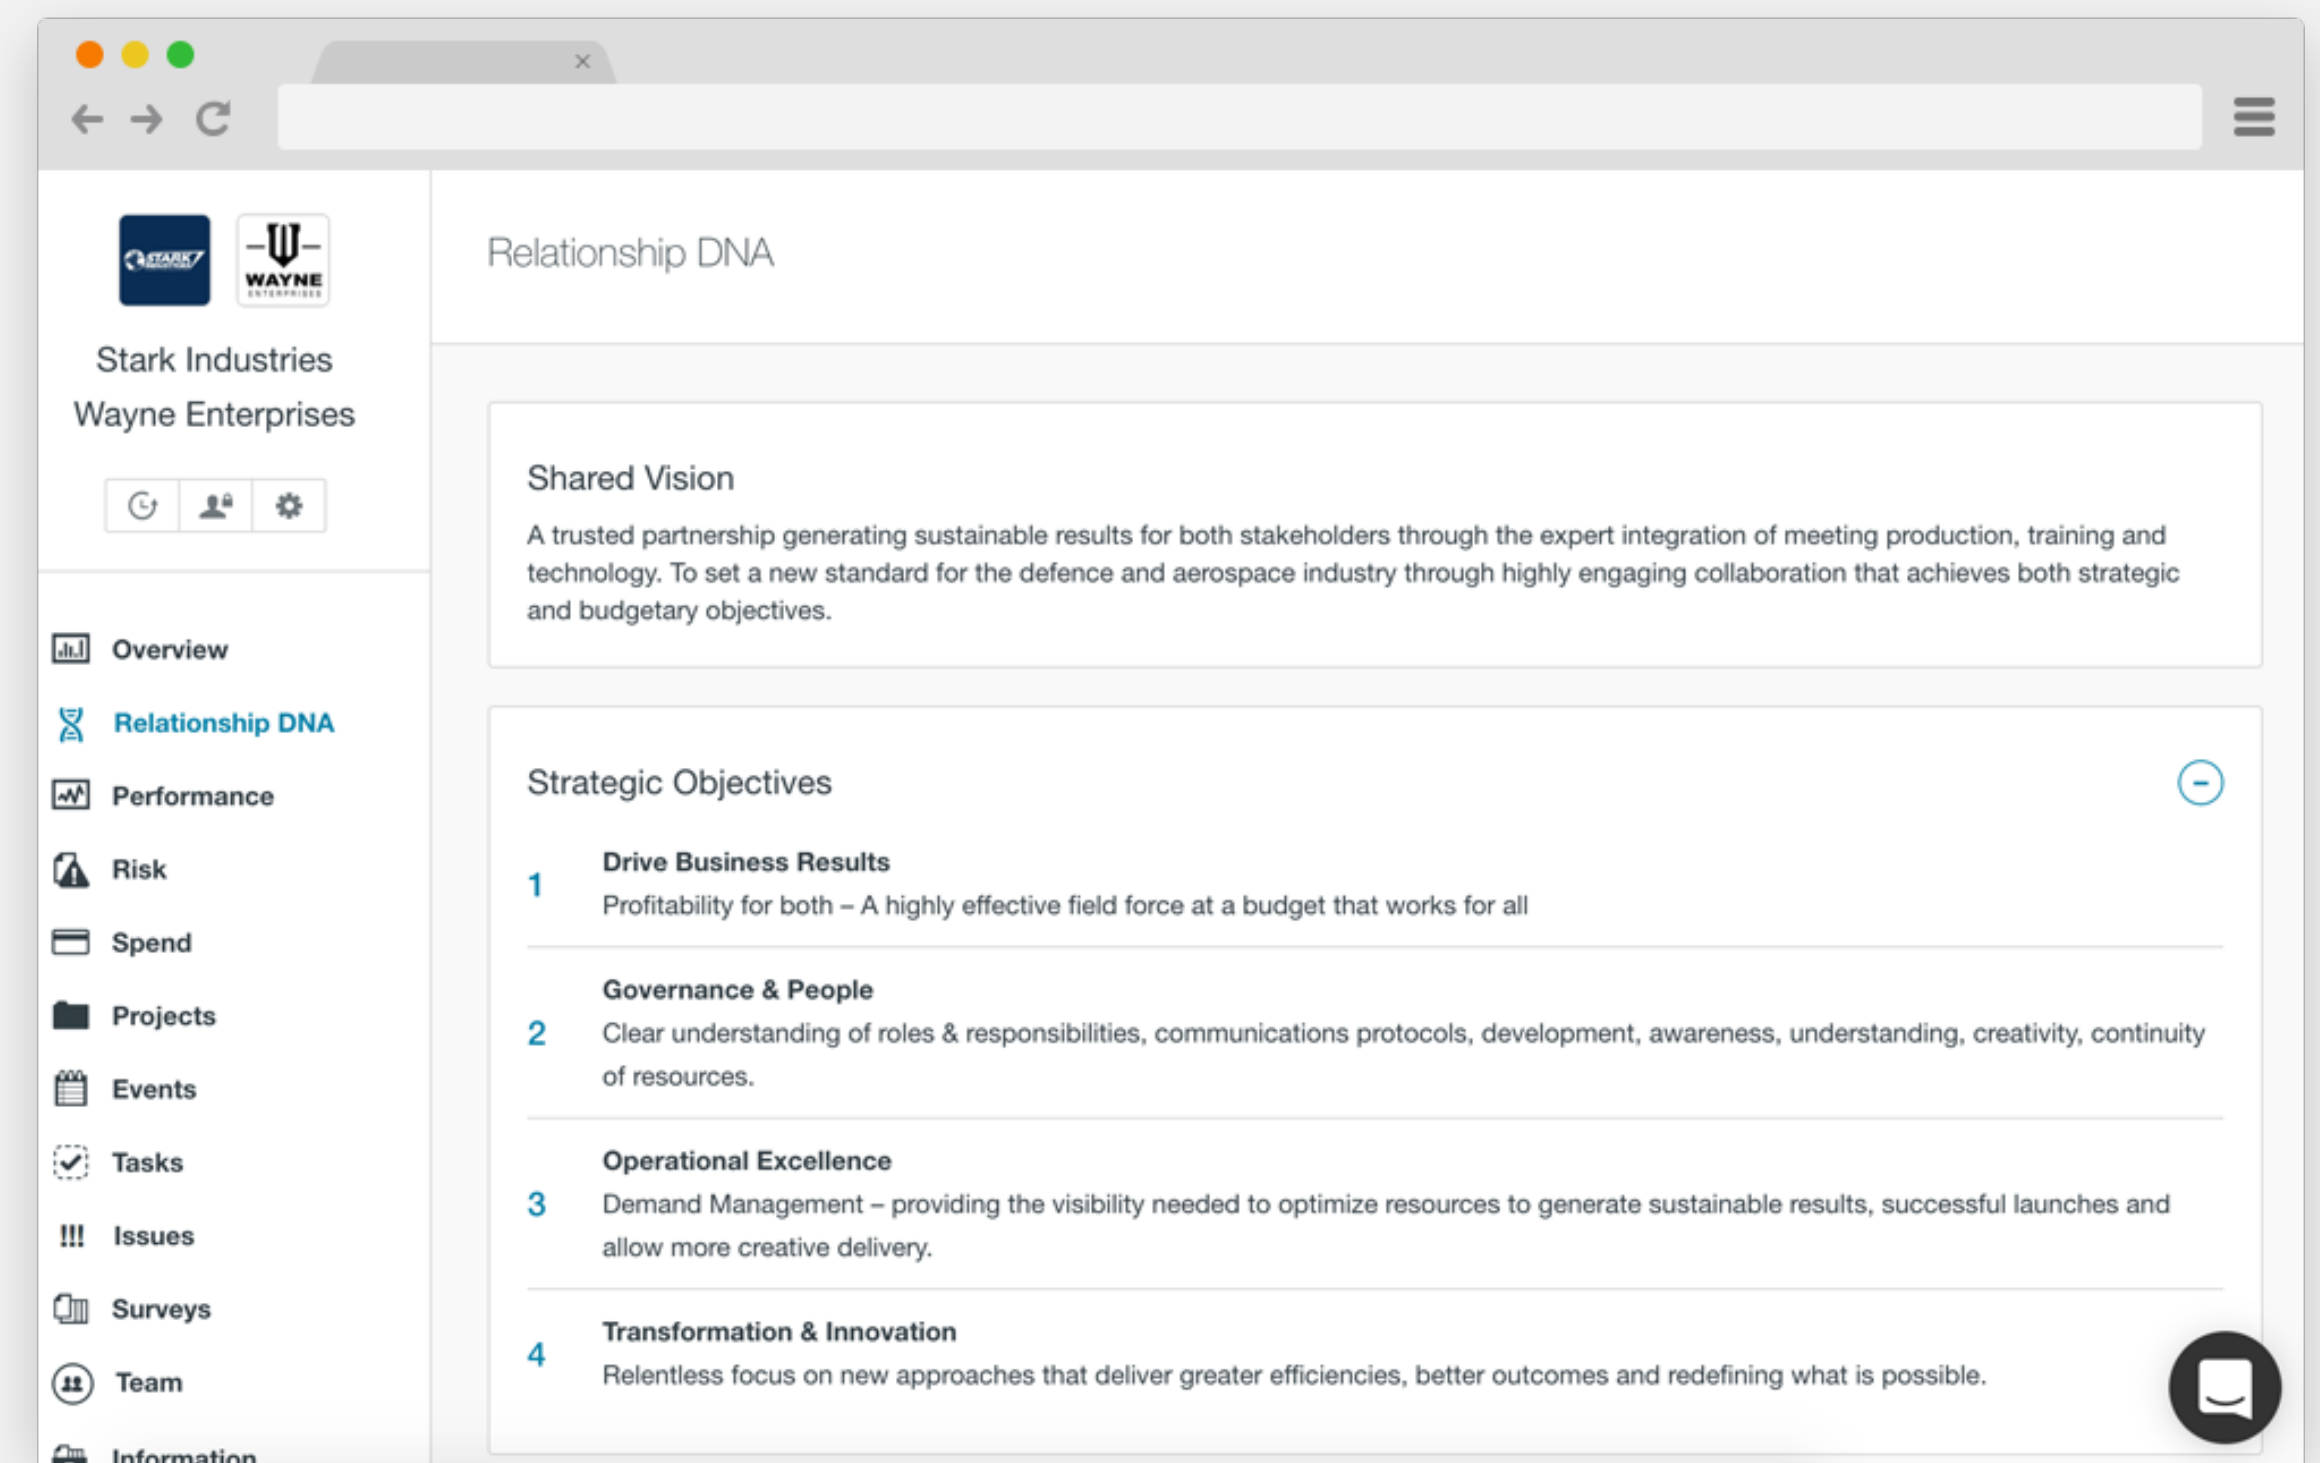 STARK
WAYNE
ENTERPRISES
Stark Industries
Wayne Enterprises
Overview
Relationship DNA
Performance
Risk
Spend
Projects
Events
Tasks
!!! Issues
Surveys
Team
Information
Relationship DNA
Shared Vision
A trusted partnership generating sustainable results for both stakeholders through the expert integration of meeting production, training and
technology. To set a new standard for the defence and aerospace industry through highly engaging collaboration that achieves both strategic
and budgetary objectives.
Strategic Objectives
1
Drive Business Results
Profitability for both – A highly effective field force at a budget that works for all
2
Governance & People
Clear understanding of roles & responsibilities, communications protocols, development, awareness, understanding, creativity, continuity
of resources.
3
Operational Excellence
Demand Management – providing the visibility needed to optimize resources to generate sustainable results, successful launches and
allow more creative delivery.
4
Transformation & Innovation
Relentless focus on new approaches that deliver greater efficiencies, better outcomes and redefining what is possible.